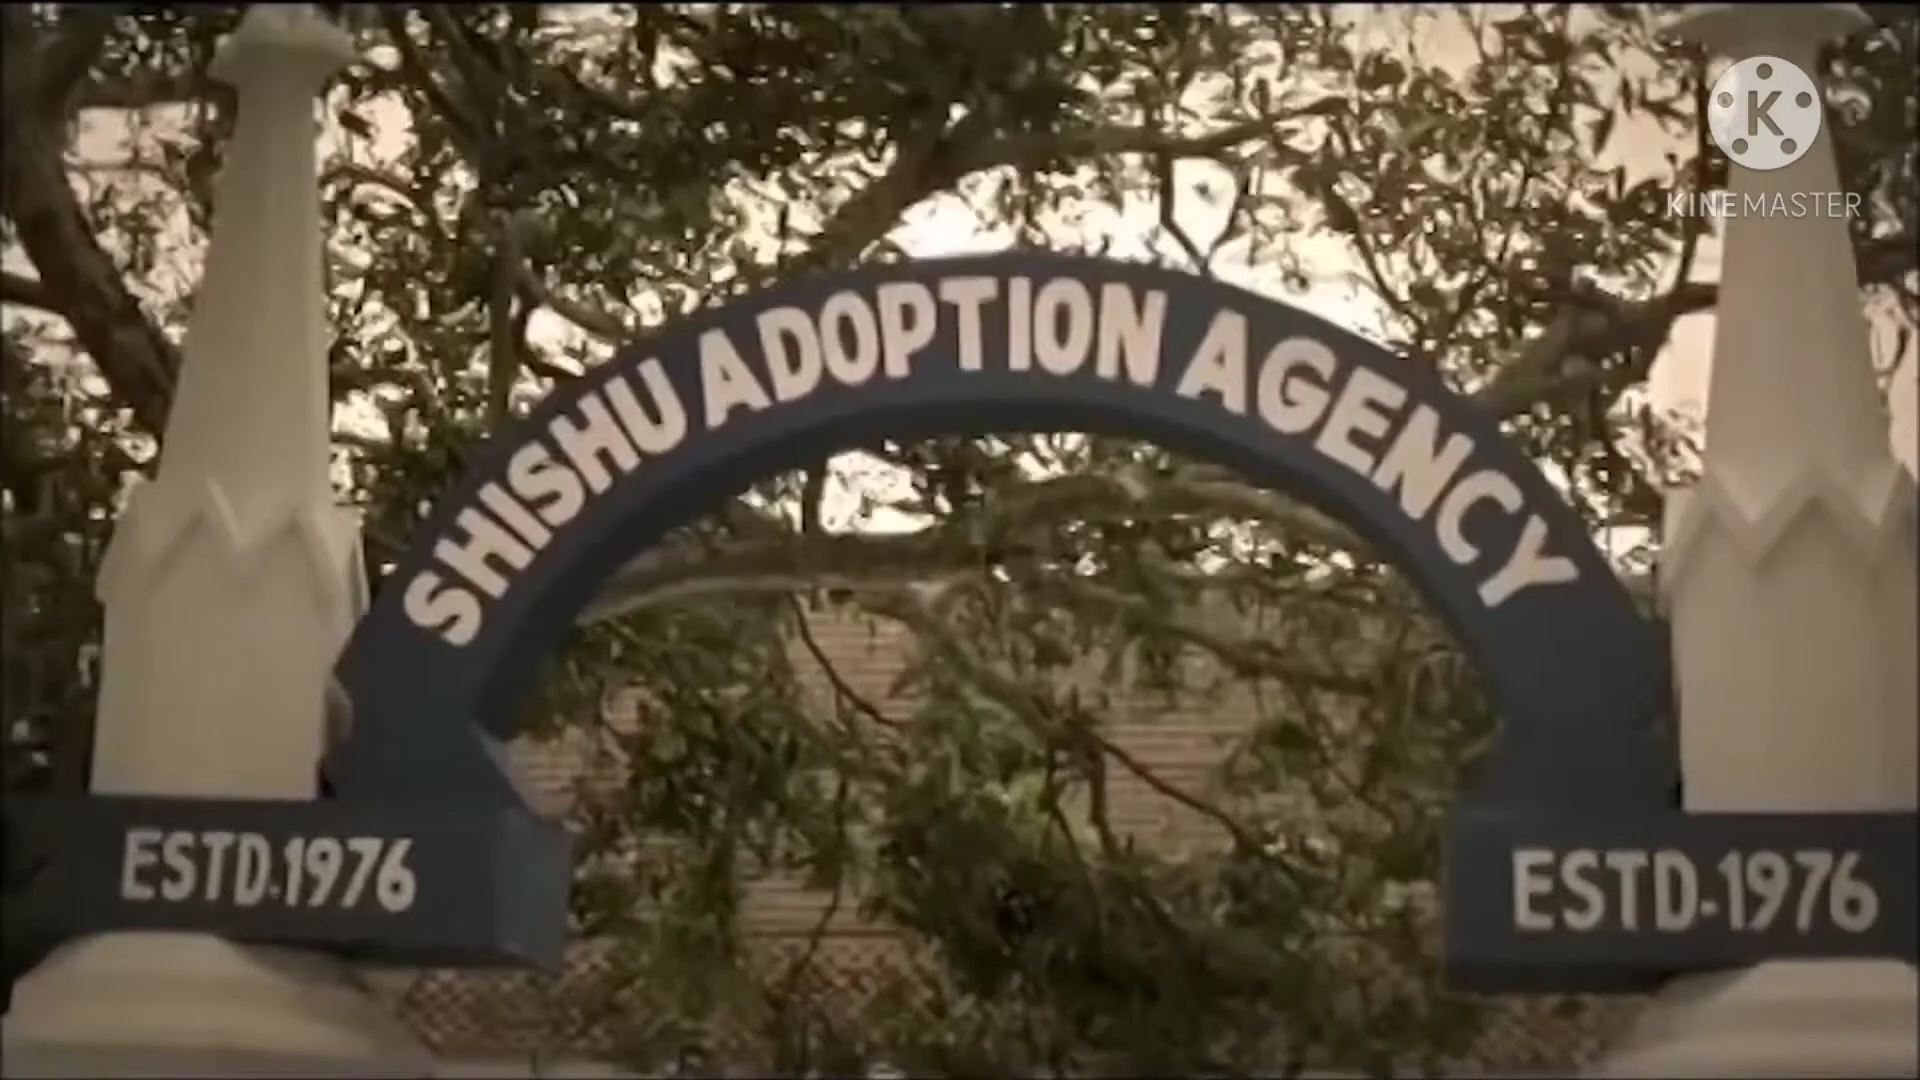 K
KINEMASTER
SHISHU ADOPTION AGENCY
ESTD.1976
ESTD.1976